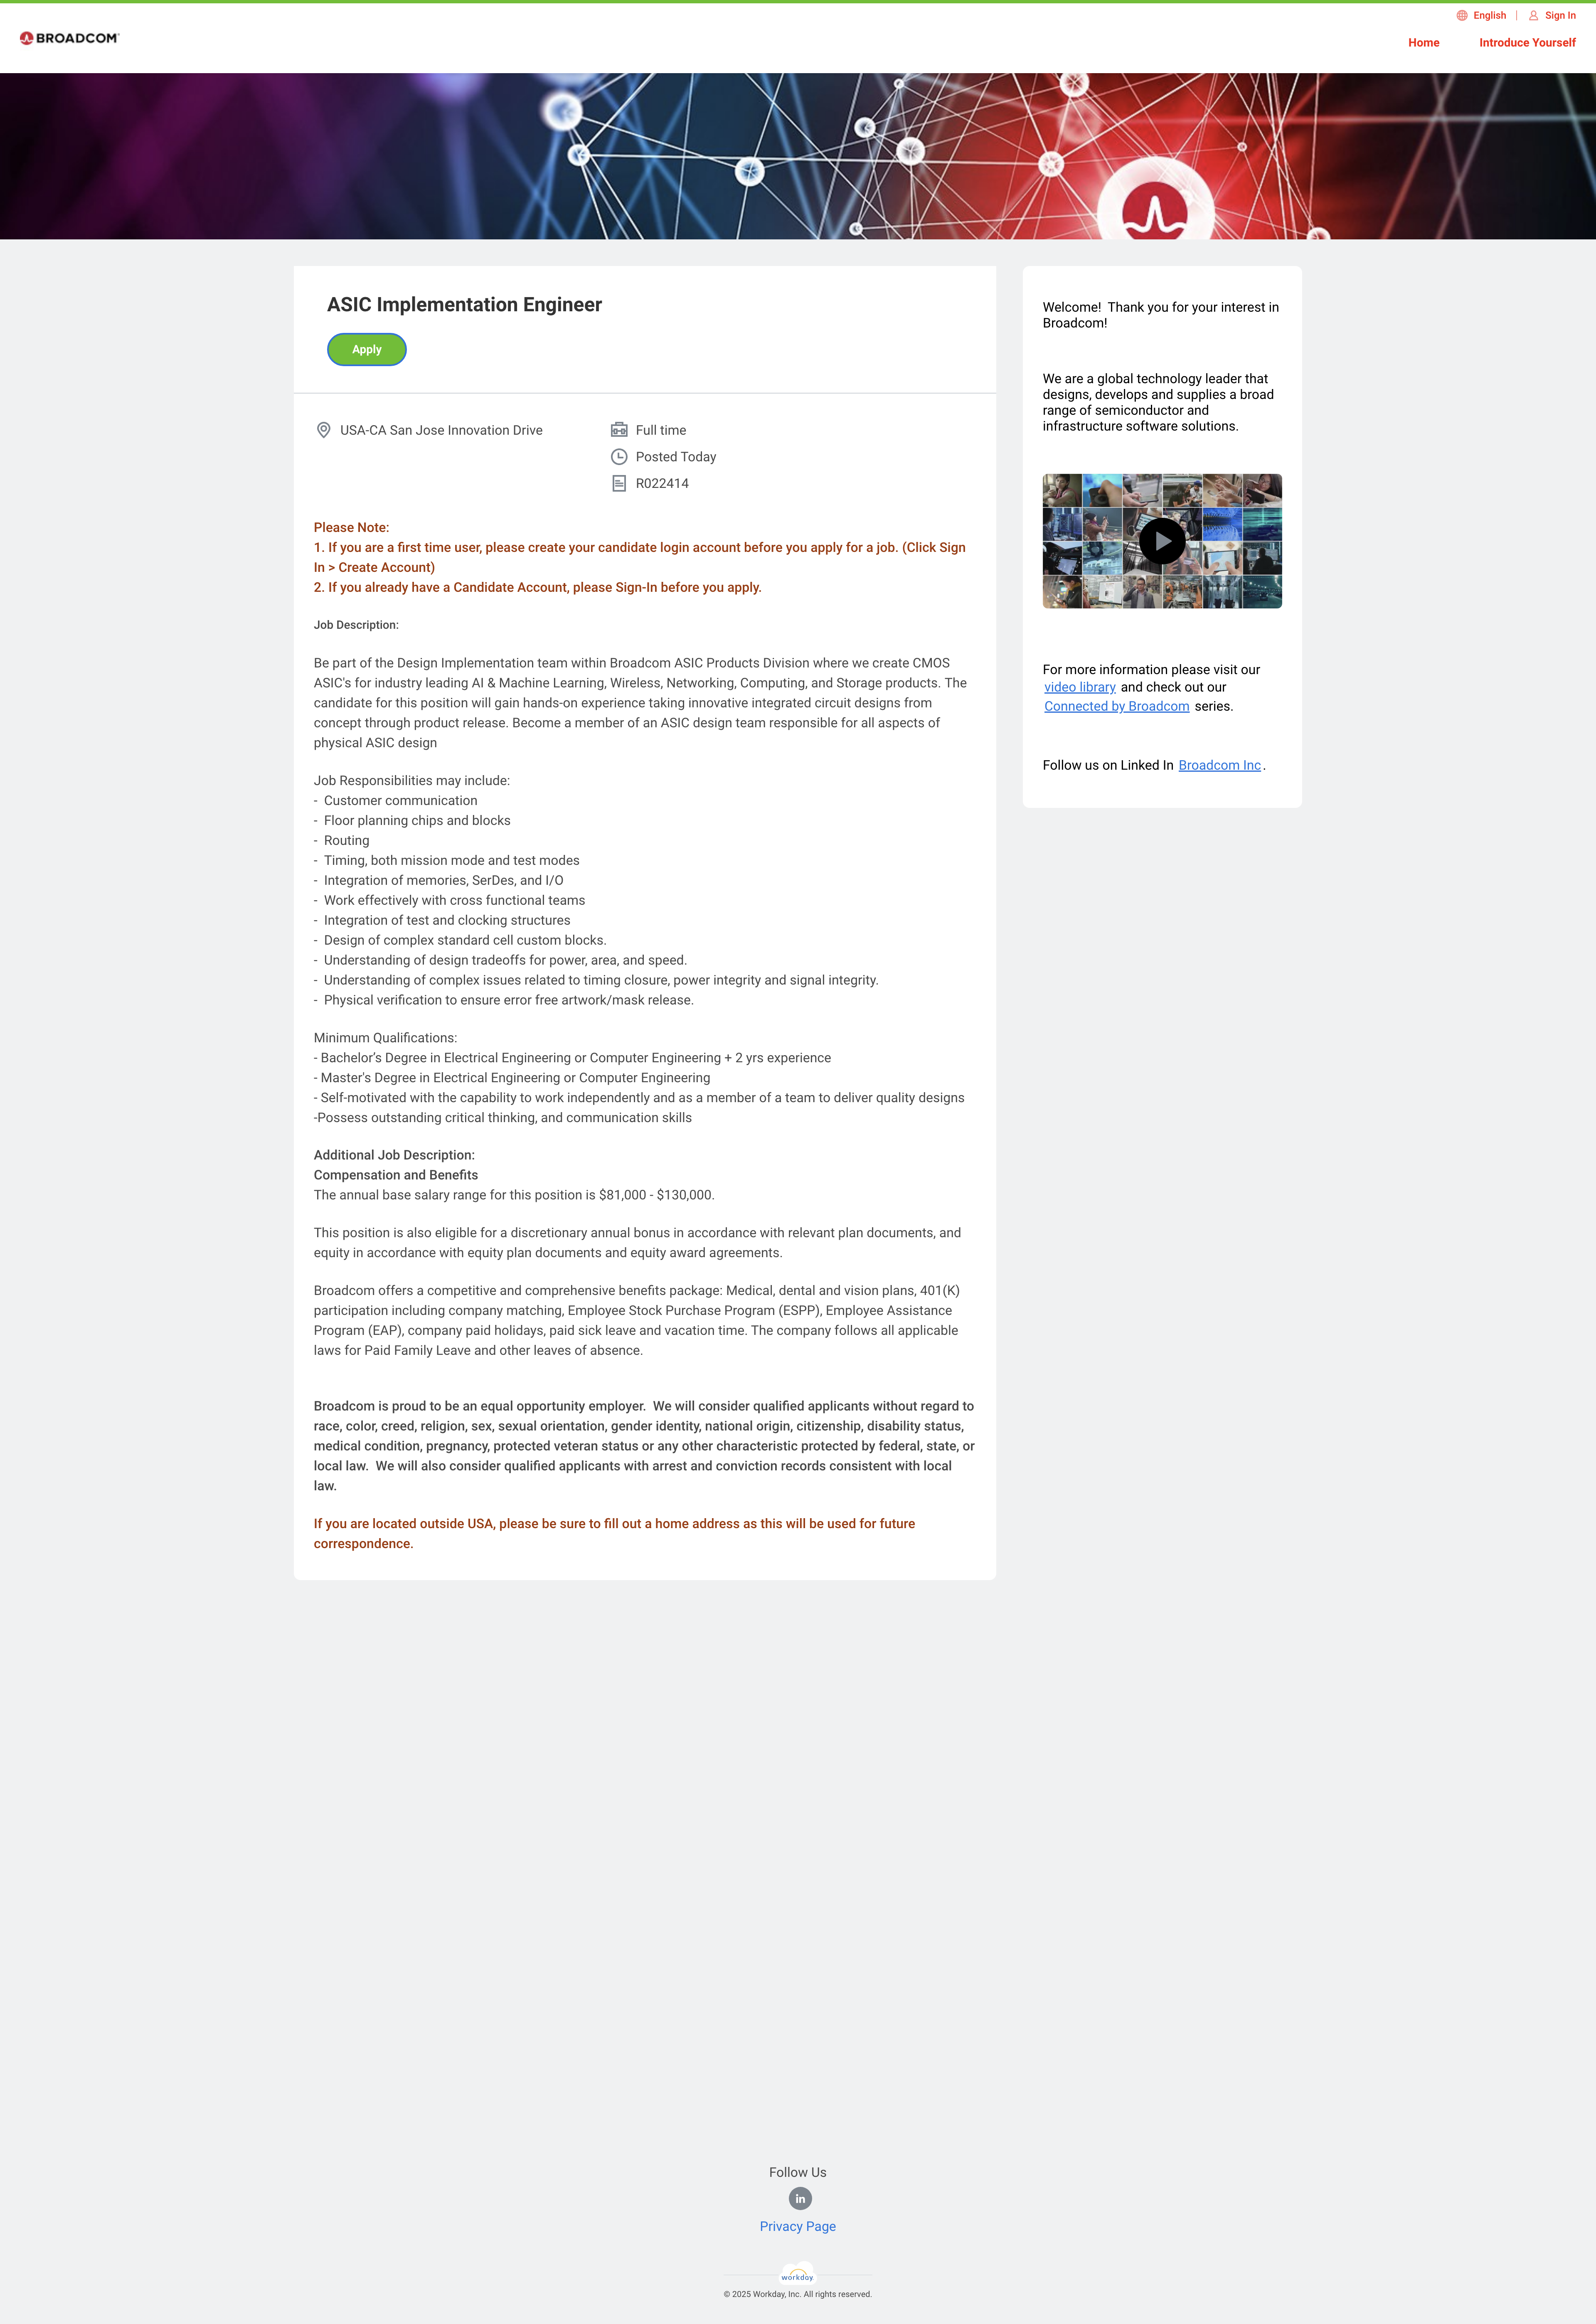 English | Sign In
BROADCOM
Home Introduce Yourself
ASIC Implementation Engineer
Apply
USA-CA San Jose Innovation Drive
Full time
Posted Today
R022414
Please Note:
1. If you are a first time user, please create your candidate login account before you apply for a job. (Click Sign
In > Create Account)
2. If you already have a Candidate Account, please Sign-In before you apply.
Job Description:
Be part of the Design Implementation team within Broadcom ASIC Products Division where we create CMOS
ASIC's for industry leading AI & Machine Learning, Wireless, Networking, Computing, and Storage products. The
candidate for this position will gain hands-on experience taking innovative integrated circuit designs from
concept through product release. Become a member of an ASIC design team responsible for all aspects of
physical ASIC design
Job Responsibilities may include:
- Customer communication
- Floor planning chips and blocks
- Routing
- Timing, both mission mode and test modes
- Integration of memories, SerDes, and I/O
- Work effectively with cross functional teams
- Integration of test and clocking structures
- Design of complex standard cell custom blocks.
- Understanding of design tradeoffs for power, area, and speed.
- Understanding of complex issues related to timing closure, power integrity and signal integrity.
- Physical verification to ensure error free artwork/mask release.
Minimum Qualifications:
- Bachelor's Degree in Electrical Engineering or Computer Engineering + 2 yrs experience
- Master's Degree in Electrical Engineering or Computer Engineering
- Self-motivated with the capability to work independently and as a member of a team to deliver quality designs
-Possess outstanding critical thinking, and communication skills
Additional Job Description:
Compensation and Benefits
The annual base salary range for this position is $81,000 - $130,000.
This position is also eligible for a discretionary annual bonus in accordance with relevant plan documents, and
equity in accordance with equity plan documents and equity award agreements.
Broadcom offers a competitive and comprehensive benefits package: Medical, dental and vision plans, 401(K)
participation including company matching, Employee Stock Purchase Program (ESPP), Employee Assistance
Program (EAP), company paid holidays, paid sick leave and vacation time. The company follows all applicable
laws for Paid Family Leave and other leaves of absence.
Broadcom is proud to be an equal opportunity employer.  We will consider qualified applicants without regard to
race, color, creed, religion, sex, sexual orientation, gender identity, national origin, citizenship, disability status,
medical condition, pregnancy, protected veteran status or any other characteristic protected by federal, state, or
local law.  We will also consider qualified applicants with arrest and conviction records consistent with local
law.
If you are located outside USA, please be sure to fill out a home address as this will be used for future
correspondence.
Welcome!  Thank you for your interest in
Broadcom!
We are a global technology leader that
designs, develops and supplies a broad
range of semiconductor and
infrastructure software solutions.
For more information please visit our
video library and check out our
Connected by Broadcom series.
Follow us on Linked In Broadcom Inc.
Follow Us
in
Privacy Page
workday
© 2025 Workday, Inc. All rights reserved.